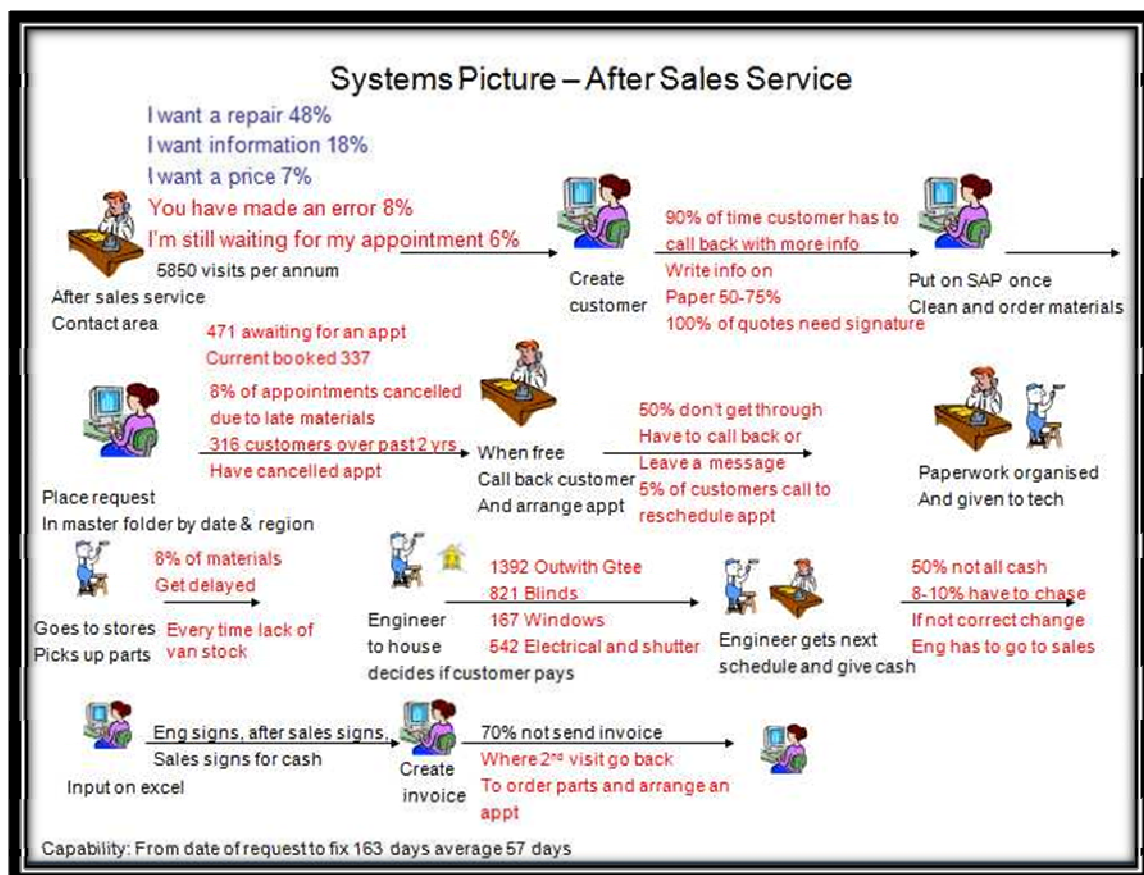 Systems Picture – After Sales Service
I want a repair 48%
I want information 18%
I want a price 7%
You have made an error 8%
I'm still waiting for my appointment 6%
5850 visits per annum
After sales service
Contact area
Create
customer
90% of time customer has to
call back with more info
Write info on
Paper 50-75%
100% of quotes need signature
Put on SAP once
Clean and order materials
471 awaiting for an appt
Current booked 337
8% of appointments cancelled
due to late materials
316 customers over past 2 yrs
Have cancelled appt
Place request
In master folder by date & region
When free
Call back customer
And arrange appt
50% don't get through
Have to call back or
Leave a message
5% of customers call to
reschedule appt
Paperwork organised
And given to tech
8% of materials
Get delayed
Every time lack of
van stock
Goes to stores
Picks up parts
Engineer
to house
decides if customer pays
1392 Outwith Gtee
821 Blinds
167 Windows
542 Electrical and shutter
Engineer gets next
schedule and give cash
50% not all cash
8-10% have to chase
If not correct change
Eng has to go to sales
Input on excel
Eng signs, after sales signs,
Sales signs for cash
Create
invoice
70% not send invoice
Where 2nd visit go back
To order parts and arrange an
appt
Capability: From date of request to fix 163 days average 57 days